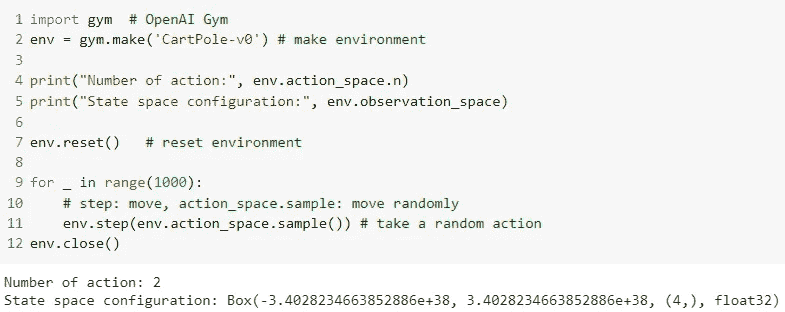 1 import gym  # OpenAI Gym
2 env = gym.make('CartPole-v0') # make environment
3
4 print("Number of action:", env.action_space.n)
5 print("State space configuration:", env.observation_space)
6
7 env.reset()   # reset environment
8
9 for _ in range(1000):
10     # step: move, action_space.sample: move randomly
11     env.step(env.action_space.sample()) # take a random action
12 env.close()
Number of action: 2
State space configuration: Box(-3.4028234663852886e+38, 3.4028234663852886e+38, (4,), float32)